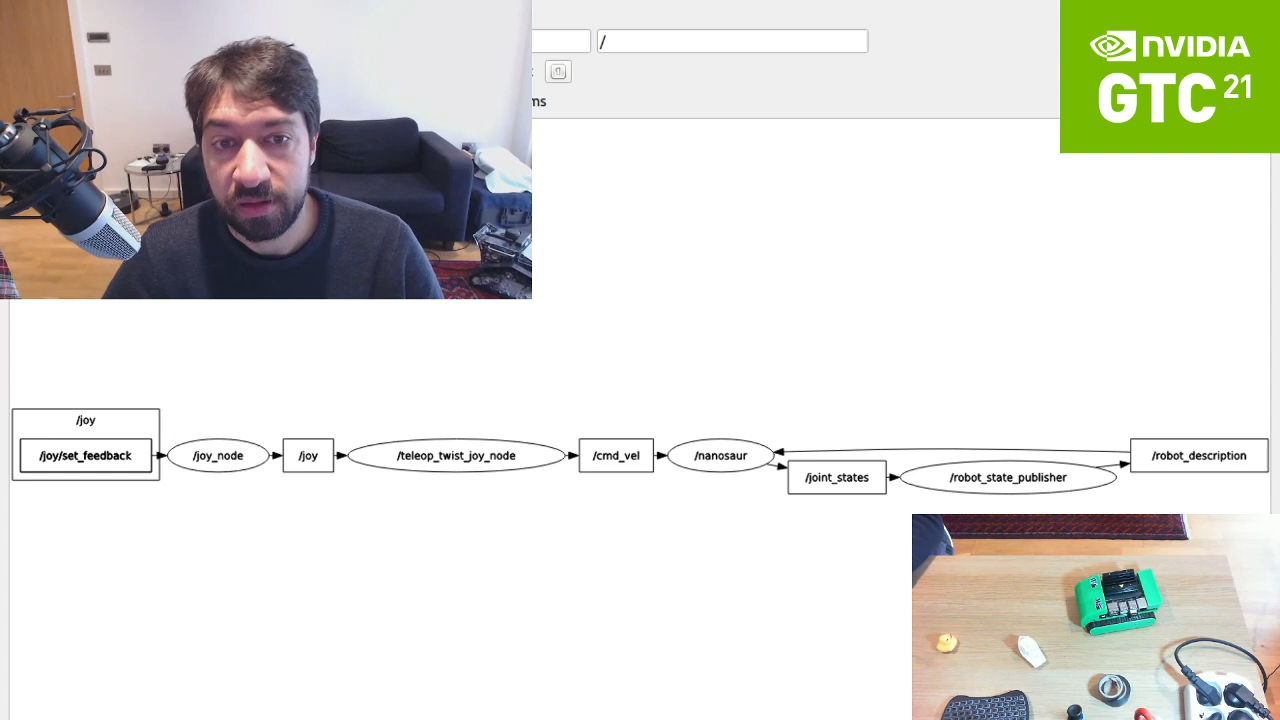 /
ms
NVIDIA
GTC 21
/joy
/joy/set_feedback
/joy_node
/joy
/teleop_twist_joy_node
/cmd_vel
/nanosaur
/joint_states
/robot_state_publisher
/robot_description